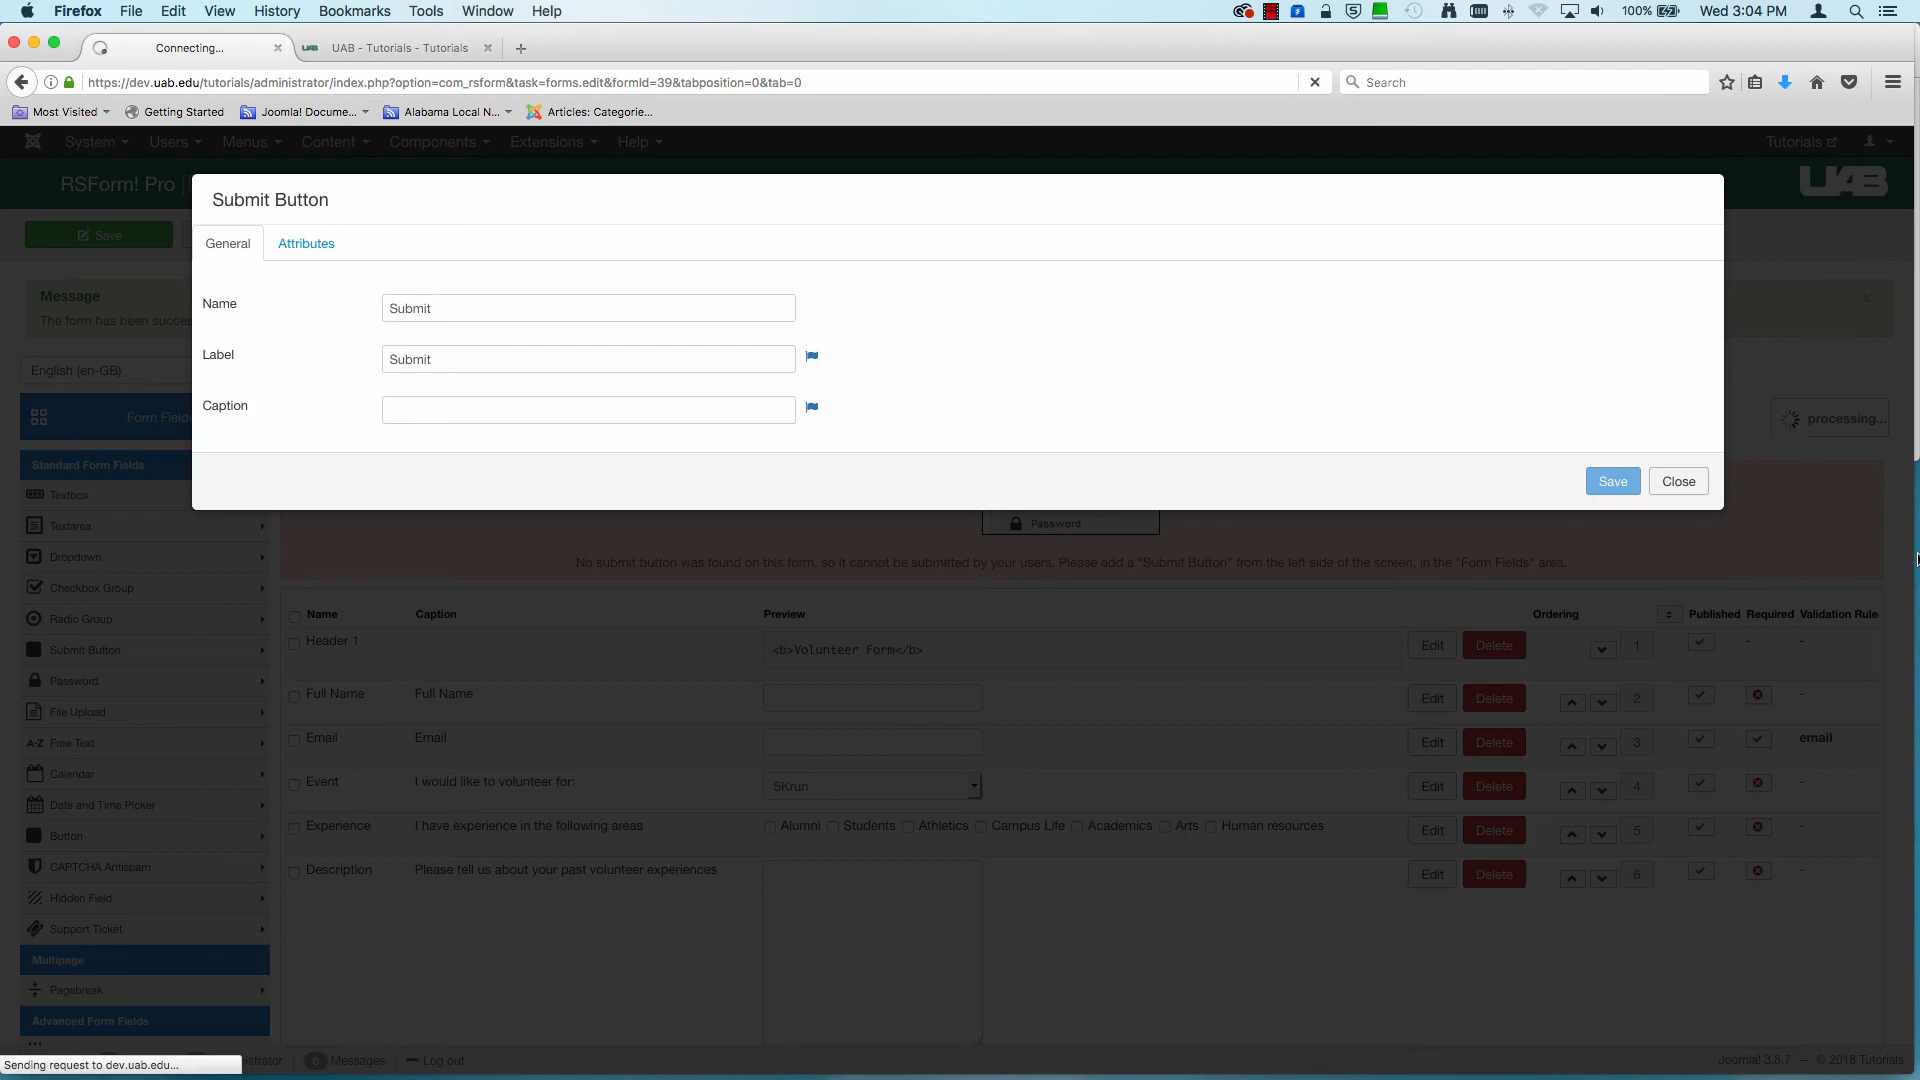 Firefox File Edit View History Bookmarks Tools Window Help 100% Wed 3:04 PM
Connecting... UAB - Tutorials - Tutorials
https://dev.uab.edu/tutorials/administrator/index.php?option=com_rsform&task=forms.edit&formId=39&tabposition=0&tab=0 Search
Most Visited Getting Started Joomla! Docume... Alabama Local N... Articles: Categorie...
System Users Menus Content Components Extensions Help Tutorials
RSForm! Pro UAB
Submit Button
Save
General Attributes
Message
The form has been succes
Name Submit
Label Submit
English (en-GB)
Caption
Form Fields
processing...
Standard Form Fields
Save Close
Textbox
Textarea
Password
Dropdown
No submit button was found on this form, so it cannot be submitted by your users. Please add a "Submit Button" from the left side of the screen, in the "Form Fields" area.
Checkbox Group
Radio Group
Submit Button
Password
File Upload
A-Z Free Text
Calendar
Date and Time Picker
Button
CAPTCHA Antispam
Hidden Field
Support Ticket
Multipage
Pagebreak
Advanced Form Fields
Name Caption Preview Ordering Published Required Validation Rule
Header 1 <b>Volunteer Form</b> Edit Delete 1 - -
Full Name Full Name Edit Delete 2 -
Email Email Edit Delete 3 email
Event I would like to volunteer for: 5Krun Edit Delete 4 -
Experience I have experience in the following areas Alumni Students Athletics Campus Life Academics Arts Human resources Edit Delete 5 -
Description Please tell us about your past volunteer experiences Edit Delete 6 -
Sending request to dev.uab.edu... istrator 0 Messages Log out Joomla! 3.8.7 — © 2018 Tutorials